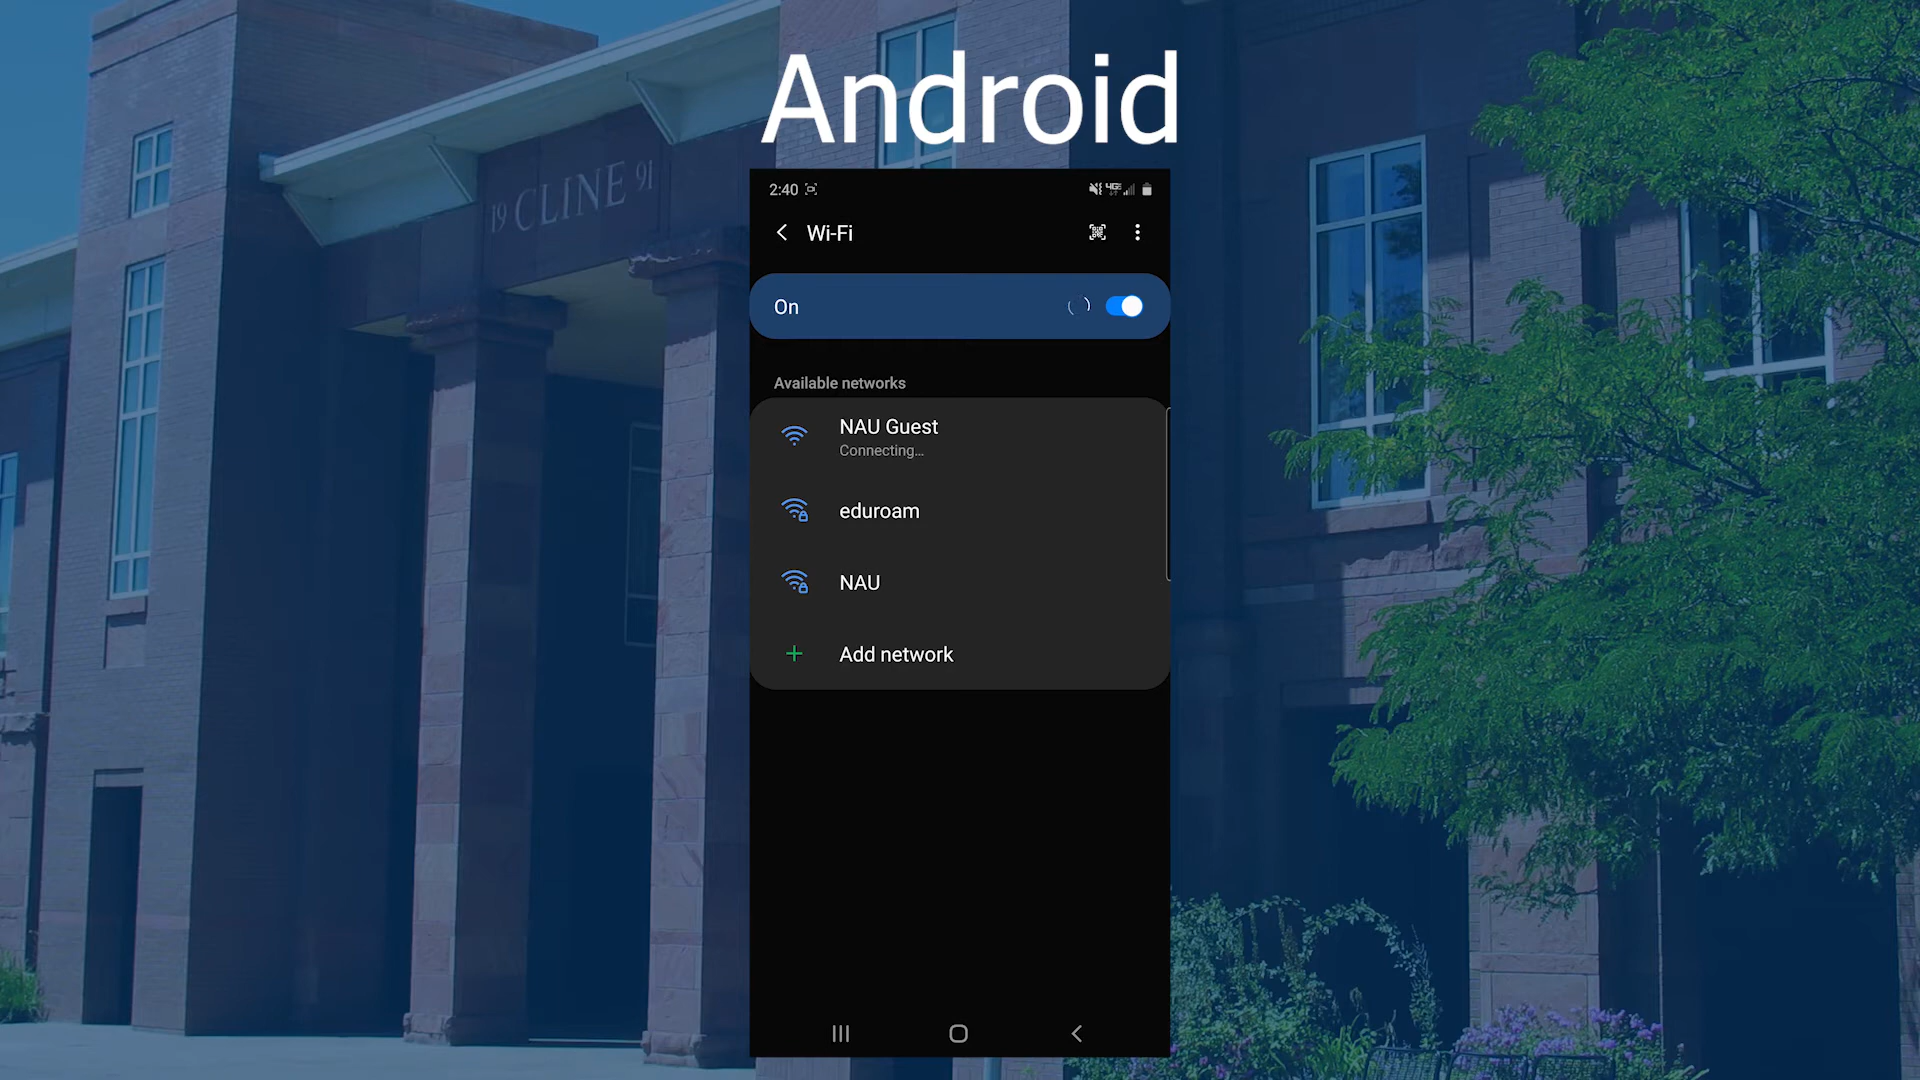 Android
19 CLINE 91
2:40
Wi-Fi
On
Available networks
NAU Guest
Connecting...
eduroam
NAU
Add network